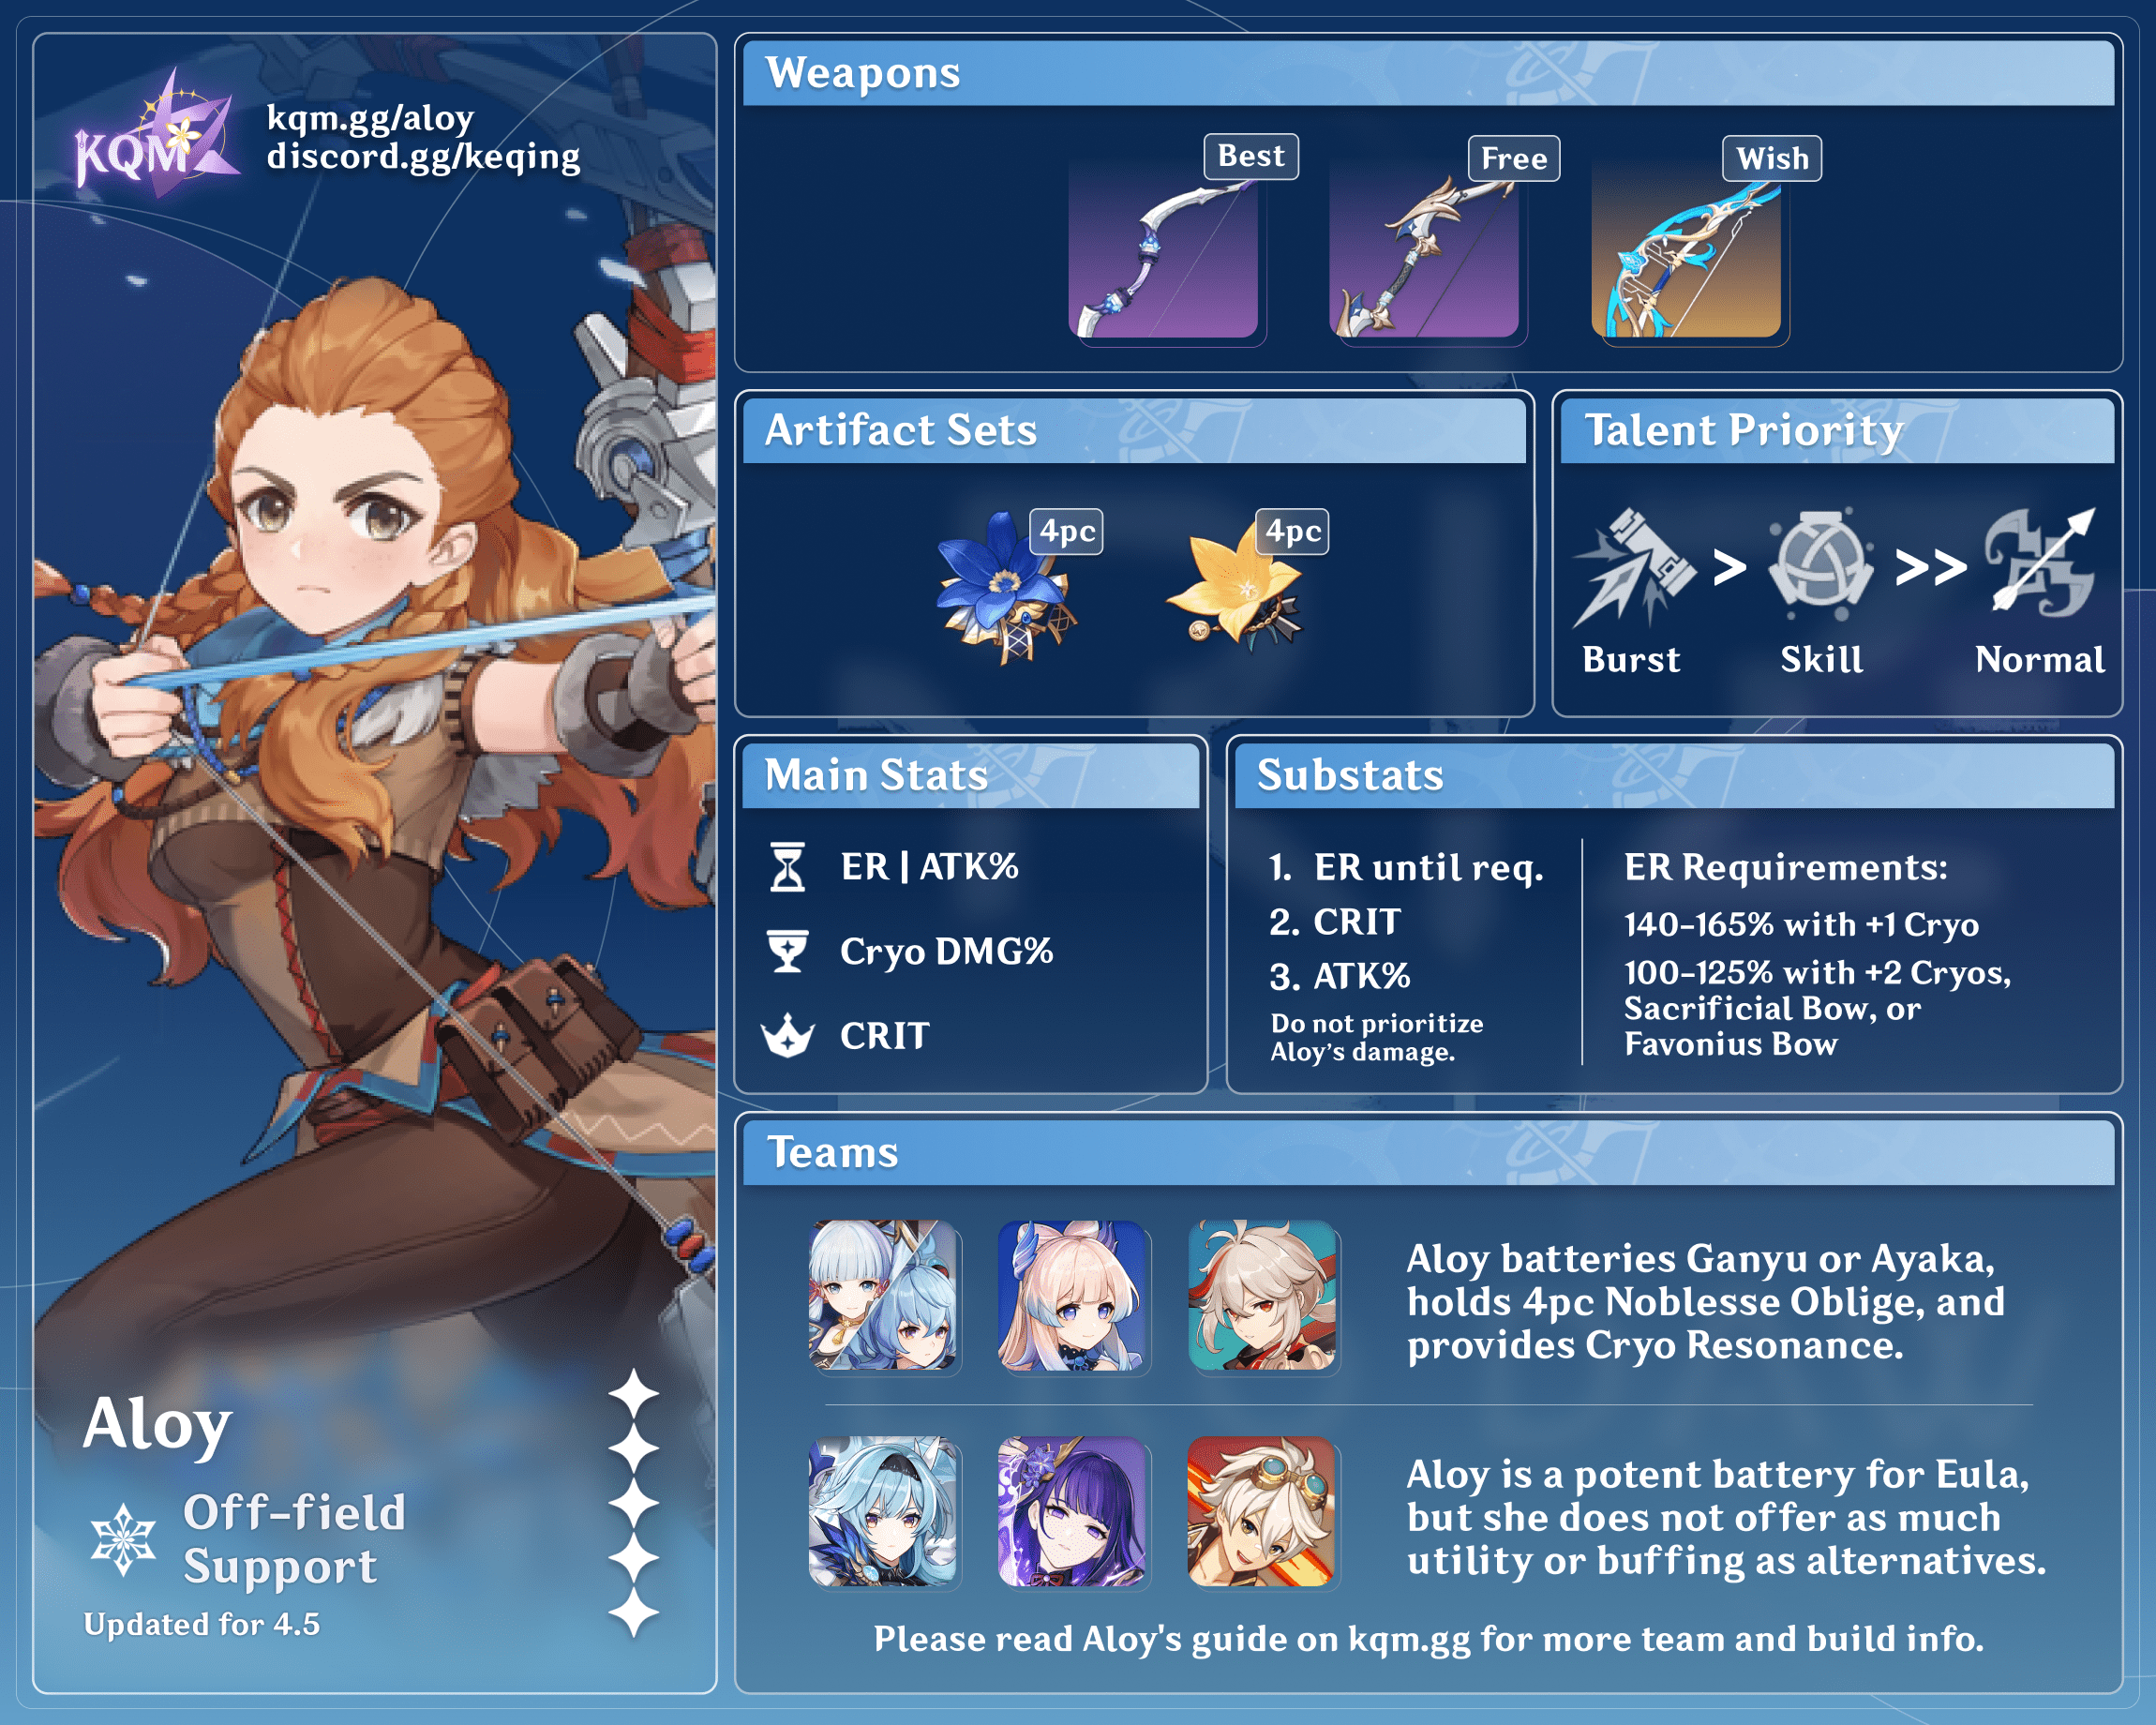 KQM
kqm.gg/aloy
discord.gg/keqing
Aloy
Off-field
Support
Updated for 4.5
Weapons
Best
Free
Wish
Artifact Sets
4pc
4pc
Talent Priority
> >>
Burst Skill Normal
Main Stats
ER | ATK%
Cryo DMG%
CRIT
Substats
1. ER until req.
2. CRIT
3. ATK%
Do not prioritize
Aloy's damage.
ER Requirements:
140-165% with +1 Cryo
100-125% with +2 Cryos,
Sacrificial Bow, or
Favonius Bow
Teams
Aloy batteries Ganyu or Ayaka,
holds 4pc Noblesse Oblige, and
provides Cryo Resonance.
Aloy is a potent battery for Eula,
but she does not offer as much
utility or buffing as alternatives.
Please read Aloy's guide on kqm.gg for more team and build info.